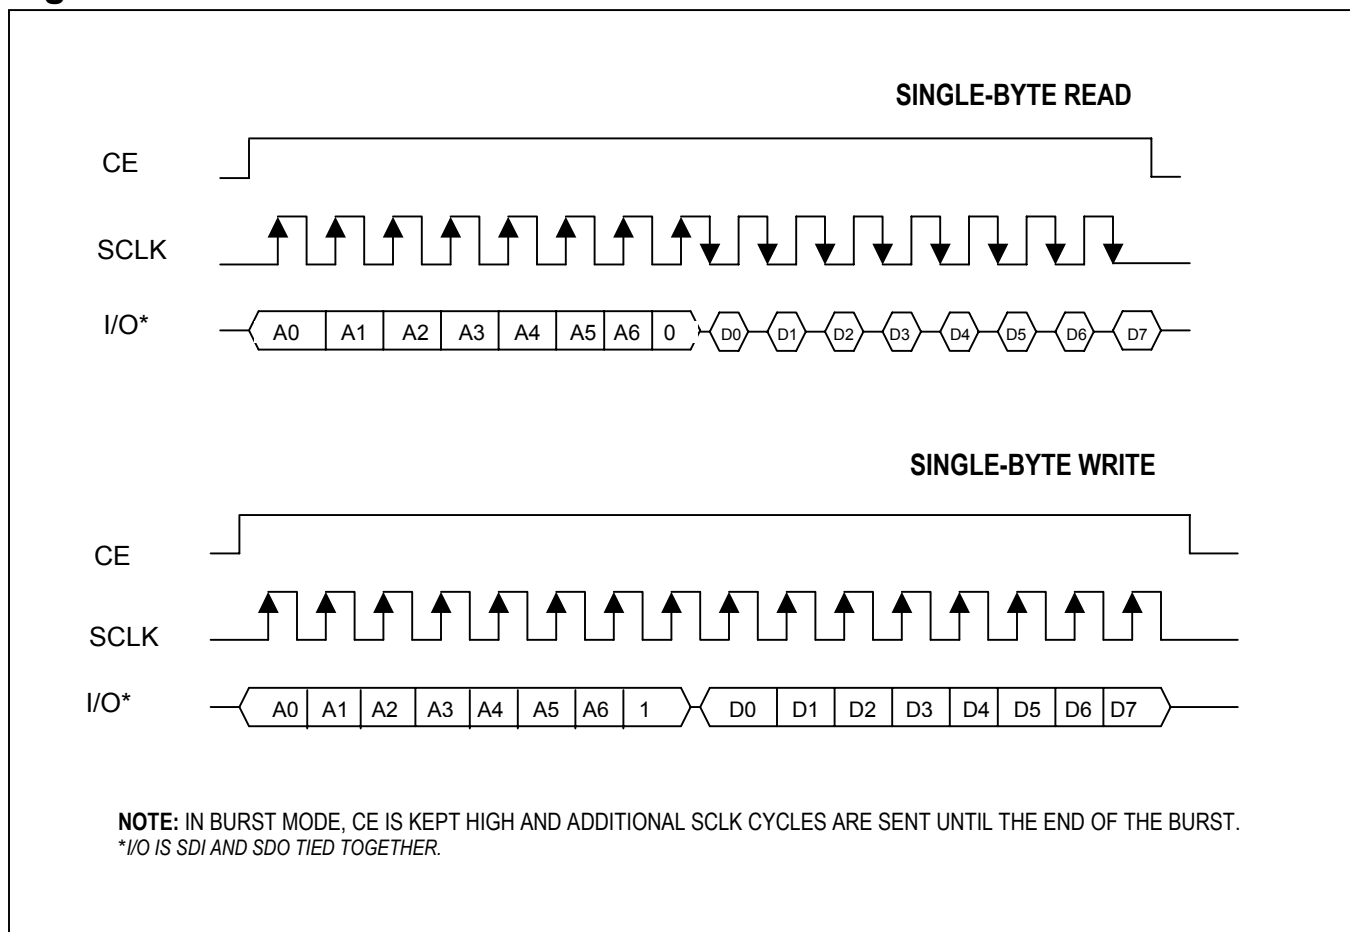 SINGLE-BYTE READ
CE
SCLK
I/O*
A0 A1 A2 A3 A4 A5 A6 0 D0 D1 D2 D3 D4 D5 D6 D7
SINGLE-BYTE WRITE
CE
SCLK
I/O*
A0 A1 A2 A3 A4 A5 A6 1 D0 D1 D2 D3 D4 D5 D6 D7
NOTE: IN BURST MODE, CE IS KEPT HIGH AND ADDITIONAL SCLK CYCLES ARE SENT UNTIL THE END OF THE BURST.
*I/O IS SDI AND SDO TIED TOGETHER.